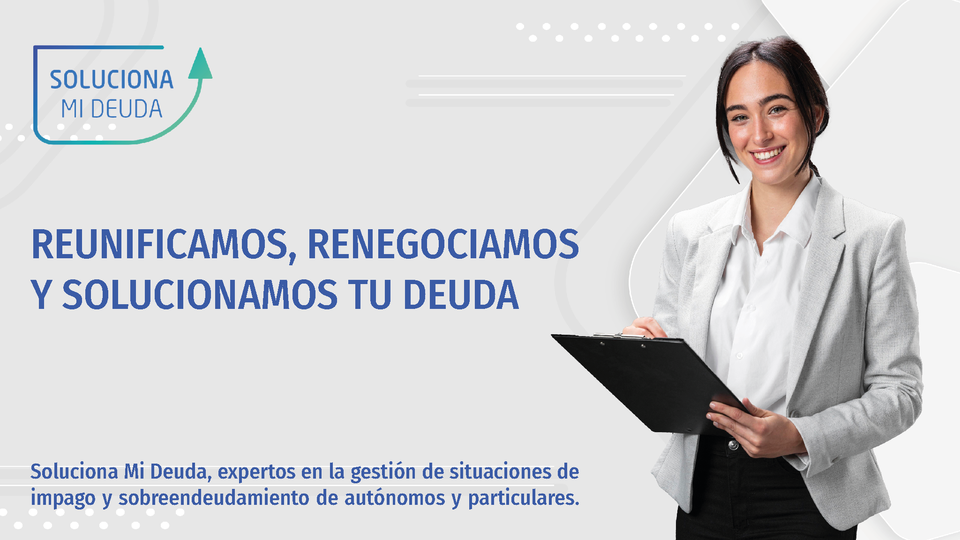 SOLUCIONA
MI DEUDA
REUNIFICAMOS, RENEGOCIAMOS
Y SOLUCIONAMOS TU DEUDA
Soluciona Mi Deuda, expertos en la gestión de situaciones de
impago y sobreendeudamiento de autónomos y particulares.